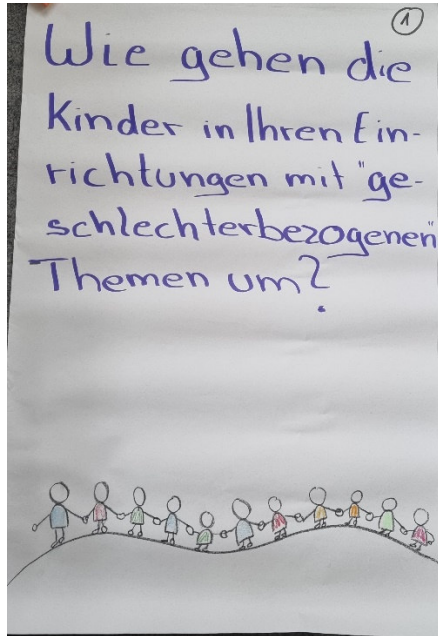 1
Wie gehen die
Kinder in Ihren Ein-
richtungen mit "ge-
schlechterbezogenen"
Themen um?